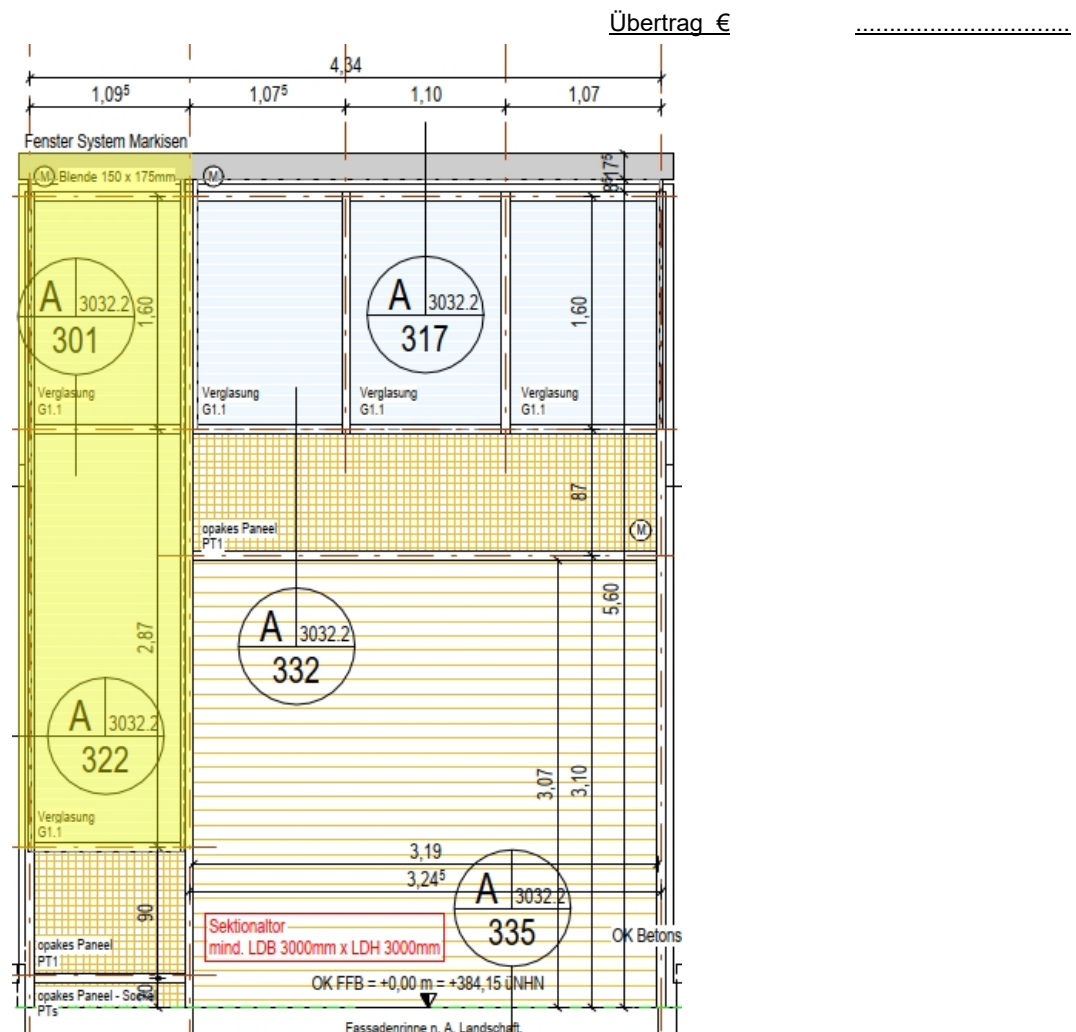 Übertrag € ................................
4,34
1,09⁵ 1,07⁵ 1,10 1,07
Fenster System Markisen
M Blende 150 x 175mm
M
17⁵
8⁵
A 3032.2
301
1,60
A 3032.2
317
1,60
Verglasung
G1.1
Verglasung
G1.1
Verglasung
G1.1
Verglasung
G1.1
87
opakes Paneel
PT1
M
5,60
A 3032.2
332
2,87
A 3032.2
322
3,07
3,10
Verglasung
G1.1
3,19
3,24⁵
A 3032.2
335
90
Sektionaltor
mind. LDB 3000mm x LDH 3000mm
OK Betons
opakes Paneel
PT1
OK FFB = +0,00 m = +384,15 üNHN
opakes Paneel - Sockel
PTs
Fassadenrinne n. A. Landschaft.